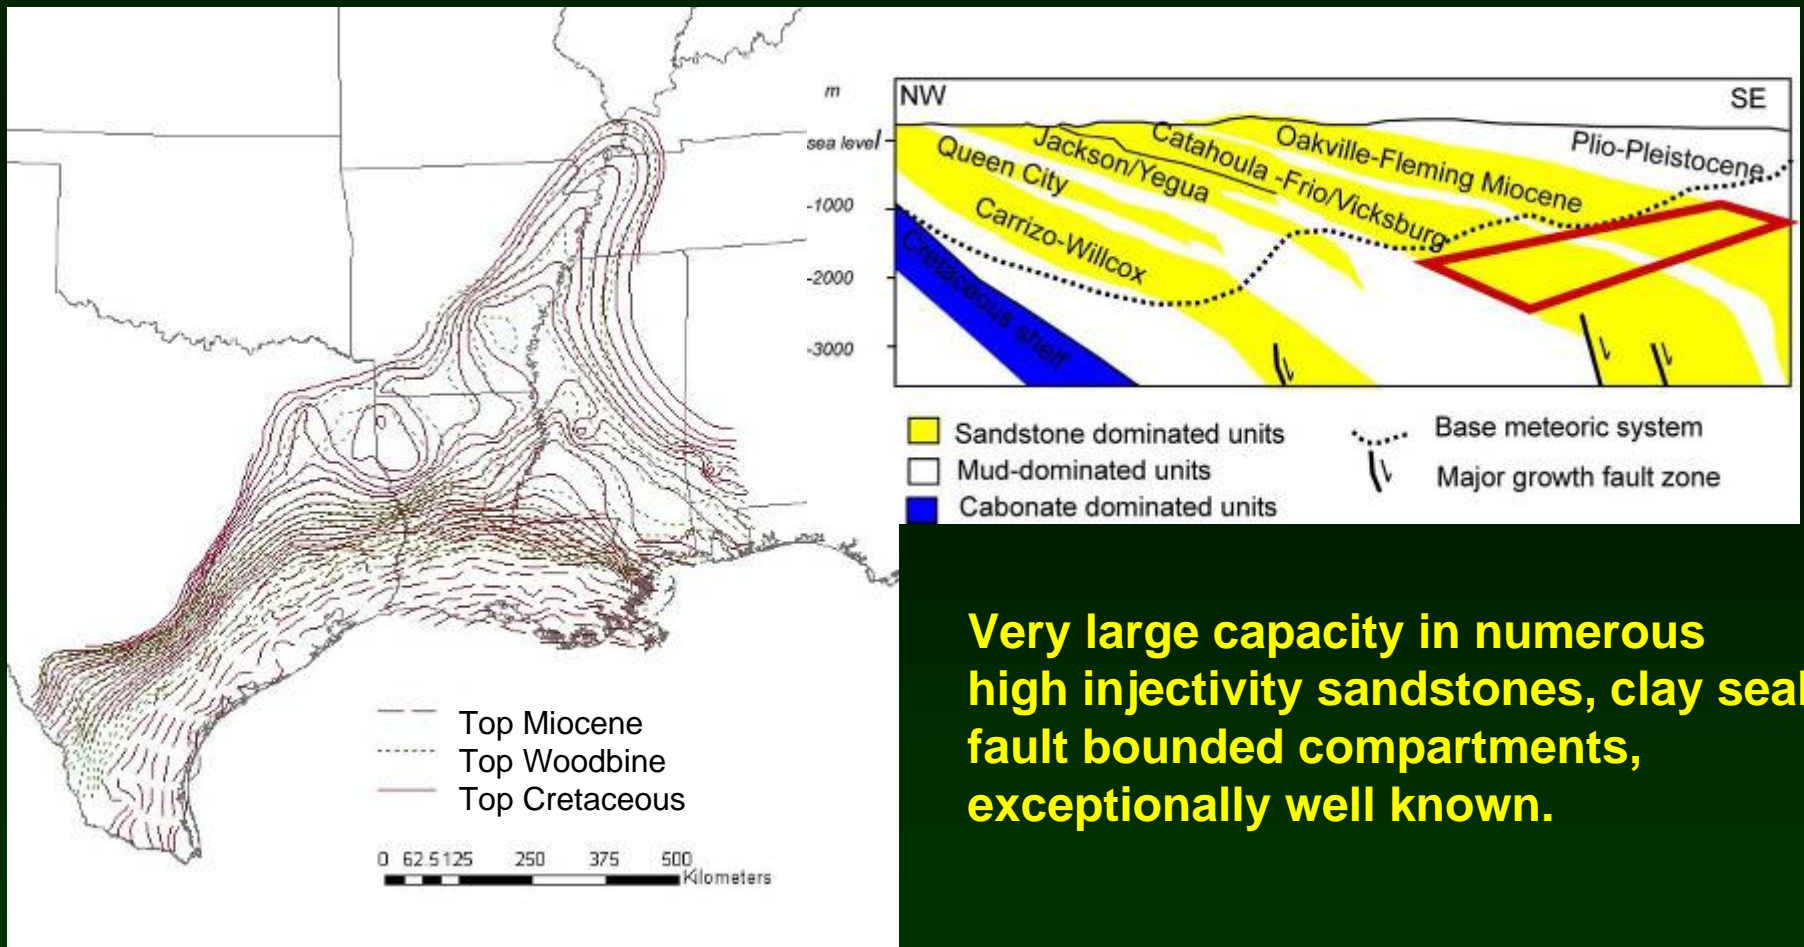 m
NW
SE
sea level
-1000
-2000
-3000
Queen City
Jackson/Yegua
Catahoula -Frio/Vicksburg
Oakville-Fleming Miocene
Plio-Pleistocene
Carrizo-Willcox
Cretaceous shelf
Sandstone dominated units
Mud-dominated units
Cabonate dominated units
Base meteoric system
Major growth fault zone
Top Miocene
Top Woodbine
Top Cretaceous
0 62.5 125 250 375 500
Kilometers
Very large capacity in numerous
high injectivity sandstones, clay seal
fault bounded compartments,
exceptionally well known.